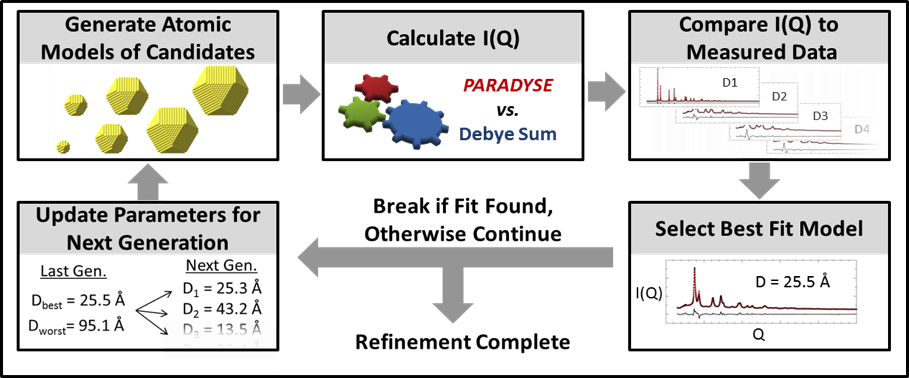 Generate Atomic
Models of Candidates
Calculate I(Q)
PARADYSE
vs.
Debye Sum
Compare I(Q) to
Measured Data
D1
D2
D3
D4
Select Best Fit Model
I(Q)
D = 25.5 Å
Q
Break if Fit Found,
Otherwise Continue
Refinement Complete
Update Parameters for
Next Generation
Last Gen.
Dbest = 25.5 Å
Dworst= 95.1 Å
Next Gen.
D1 = 25.3 Å
D2 = 43.2 Å
D3 = 13.5 Å